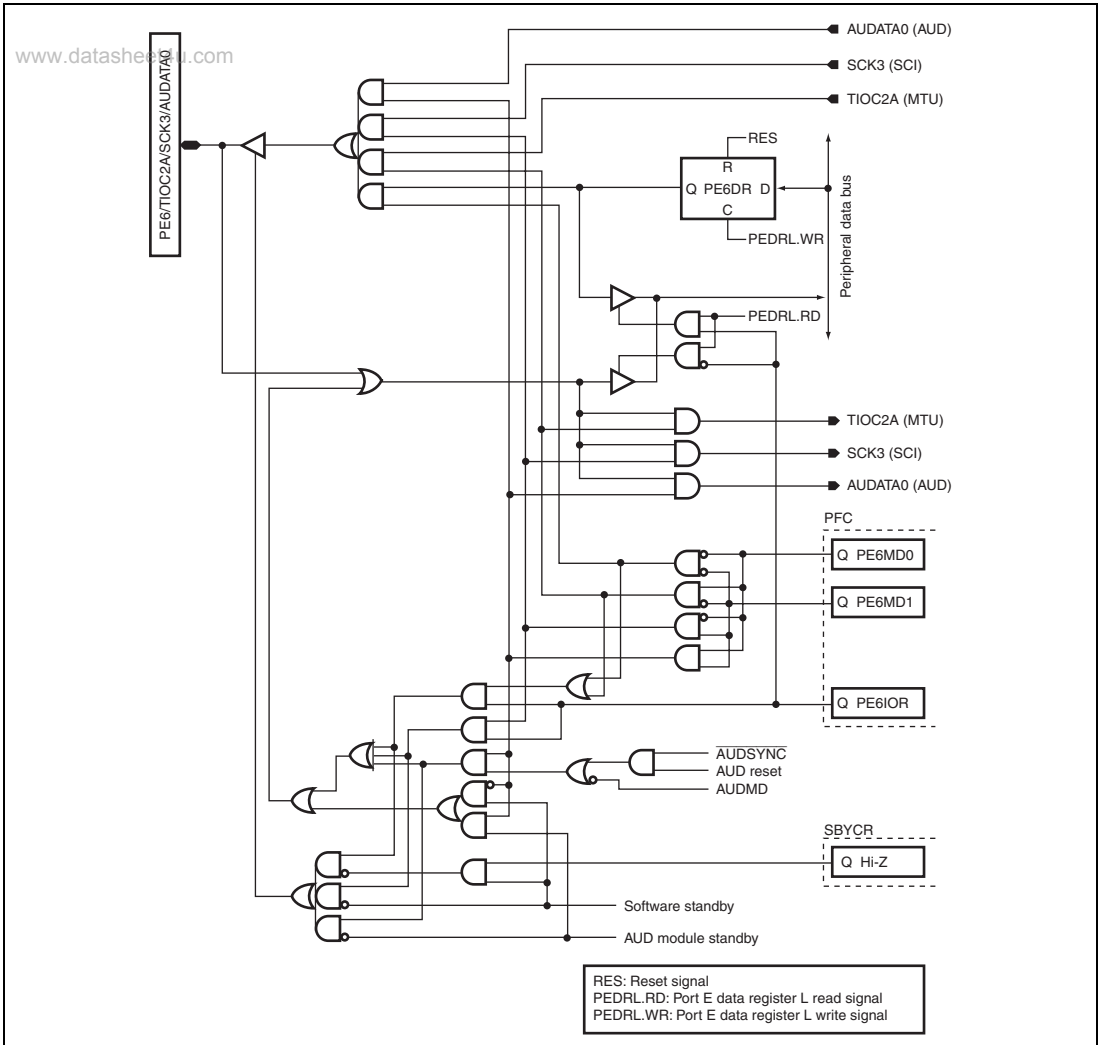 www.datasheet4u.com
PE6/TIOC2A/SCK3/AUDATA0
AUDATA0 (AUD)
SCK3 (SCI)
TIOC2A (MTU)
RES
R
Q PE6DR D
C
PEDRL.WR
Peripheral data bus
PEDRL.RD
TIOC2A (MTU)
SCK3 (SCI)
AUDATA0 (AUD)
PFC
Q PE6MD0
Q PE6MD1
Q PE6IOR
AUDSYNC
AUD reset
AUDMD
SBYCR
Q Hi-Z
Software standby
AUD module standby
RES: Reset signal
PEDRL.RD: Port E data register L read signal
PEDRL.WR: Port E data register L write signal